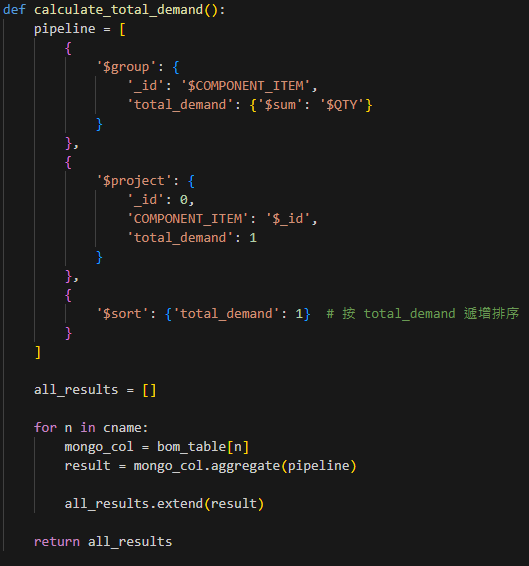 def calculate_total_demand():
    pipeline = [
        {
            '$group': {
                '_id': '$COMPONENT_ITEM',
                'total_demand': {'$sum': '$QTY'}
            }
        },
        {
            '$project': {
                '_id': 0,
                'COMPONENT_ITEM': '$_id',
                'total_demand': 1
            }
        },
        {
            '$sort': {'total_demand': 1}  # 按 total_demand 遞增排序
        }
    ]

    all_results = []

    for n in cname:
        mongo_col = bom_table[n]
        result = mongo_col.aggregate(pipeline)

        all_results.extend(result)

    return all_results